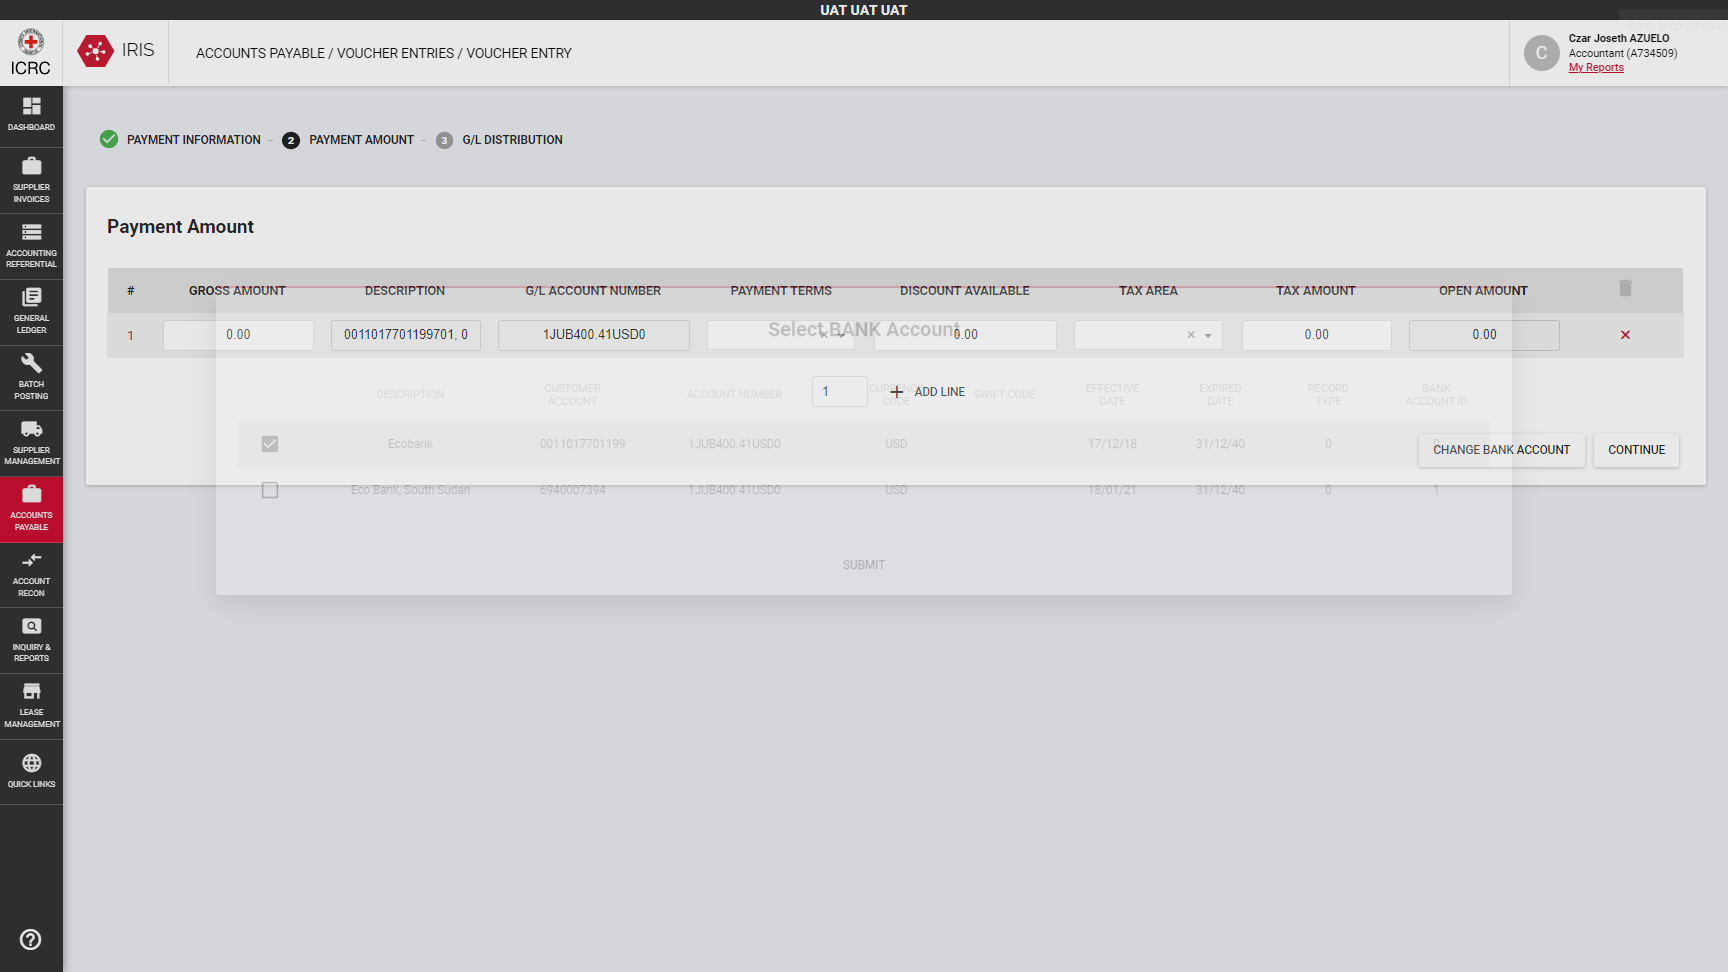 UAT UAT UAT
ICRC
IRIS
ACCOUNTS PAYABLE / VOUCHER ENTRIES / VOUCHER ENTRY
C
Czar Joseth AZUELO
Accountant (A734509)
My Reports
DASHBOARD
SUPPLIER
INVOICES
ACCOUNTING
REFERENTIAL
GENERAL
LEDGER
BATCH
POSTING
SUPPLIER
MANAGEMENT
ACCOUNTS
PAYABLE
ACCOUNT
RECON
INQUIRY &
REPORTS
LEASE
MANAGEMENT
QUICK LINKS
PAYMENT INFORMATION – 2 PAYMENT AMOUNT – 3 G/L DISTRIBUTION
Payment Amount
# GROSS AMOUNT DESCRIPTION G/L ACCOUNT NUMBER PAYMENT TERMS DISCOUNT AVAILABLE TAX AREA TAX AMOUNT OPEN AMOUNT
1 0.00 0011017701199701, 0 1JUB400.41USD0 0.00 0.00 0.00
1 ADD LINE
CHANGE BANK ACCOUNT CONTINUE
Select BANK Account
DESCRIPTION CUSTOMER ACCOUNT ACCOUNT NUMBER CURRENCY CODE SWIFT CODE EFFECTIVE DATE EXPIRED DATE RECORD TYPE BANK ACCOUNT ID
Ecobank 0011017701199 1JUB400.41USD0 USD 17/12/18 31/12/40 0
Eco Bank, South Sudan 6940007394 1JUB400.41USD0 USD 18/01/21 31/12/40 0 1
SUBMIT